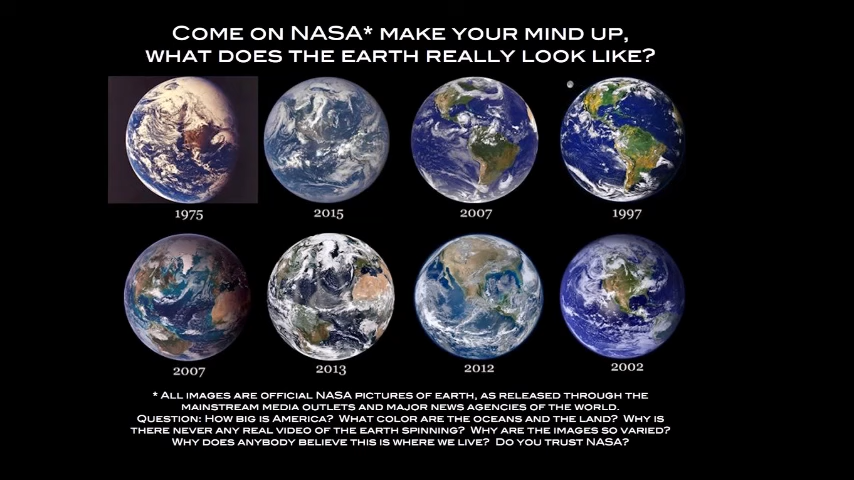 Come on NASA* make your mind up,
what does the earth really look like?
1975
2015
2007
1997
2007
2013
2012
2002
* All images are official NASA pictures of earth, as released through the
mainstream media outlets and major news agencies of the world.
Question: How big is America? What color are the oceans and the land? Why is
there never any real video of the earth spinning? Why are the images so varied?
Why does anybody believe this is where we live? Do you trust NASA?